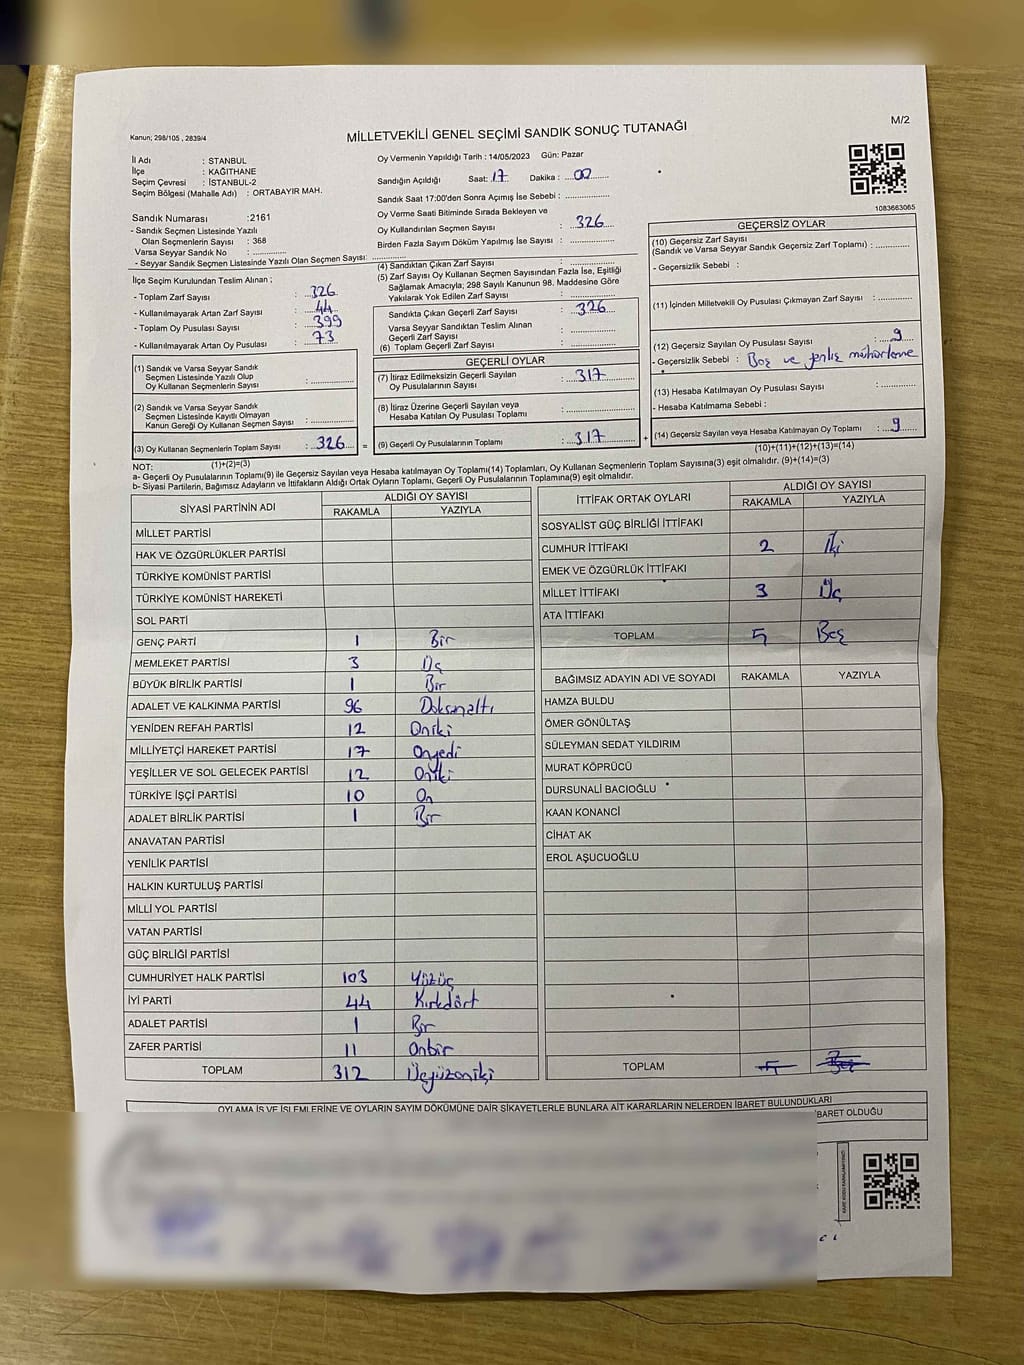 Kanun; 298/105 , 2839/4
MİLLETVEKİLİ GENEL SEÇİMİ SANDIK SONUÇ TUTANAĞI
M/2
İl Adı : STANBUL
İlçe : KAĞITHANE
Seçim Çevresi : İSTANBUL-2
Seçim Bölgesi (Mahalle Adı) : ORTABAYIR MAH.
Sandık Numarası :2161
- Sandık Seçmen Listesinde Yazılı
Olan Seçmenlerin Sayısı : 368
Varsa Seyyar Sandık No :
- Seyyar Sandık Seçmen Listesinde Yazılı Olan Seçmen Sayısı:
Oy Vermenin Yapıldığı Tarih : 14/05/2023 Gün: Pazar
Sandığın Açıldığı Saat: 17 Dakika : 00
Sandık Saat 17:00'den Sonra Açımış İse Sebebi :
Oy Verme Saati Bitiminde Sırada Bekleyen ve
Oy Kullandırılan Seçmen Sayısı : 326
Birden Fazla Sayım Döküm Yapılmış İse Sayısı :
1083663065
İlçe Seçim Kurulundan Teslim Alınan ;
- Toplam Zarf Sayısı : 326
- Kullanılmayarak Artan Zarf Sayısı : 44
- Toplam Oy Pusulası Sayısı : 399
- Kullanılmayarak Artan Oy Pusulası : 73
(1) Sandık ve Varsa Seyyar Sandık
Seçmen Listesinde Yazılı Olup
Oy Kullanan Seçmenlerin Sayısı :
(2) Sandık ve Varsa Seyyar Sandık
Seçmen Listesinde Kayıtlı Olmayan
Kanun Gereği Oy Kullanan Seçmen Sayısı :
(3) Oy Kullanan Seçmenlerin Toplam Sayısı : 326 =
(4) Sandıktan Çıkan Zarf Sayısı :
(5) Zarf Sayısı Oy Kullanan Seçmen Sayısından Fazla İse, Eşitliği
Sağlamak Amacıyla; 298 Sayılı Kanunun 98. Maddesine Göre
Yakılarak Yok Edilen Zarf Sayısı :
Sandıkta Çıkan Geçerli Zarf Sayısı : 326
Varsa Seyyar Sandıktan Teslim Alınan
Geçerli Zarf Sayısı :
(6) Toplam Geçerli Zarf Sayısı :
GEÇERLİ OYLAR
(7) İtiraz Edilmeksizin Geçerli Sayılan
Oy Pusulalarının Sayısı : 317
(8) İtiraz Üzerine Geçerli Sayılan veya
Hesaba Katılan Oy Pusulası Toplamı :
(9) Geçerli Oy Pusulalarının Toplamı : 317 +
GEÇERSİZ OYLAR
(10) Geçersiz Zarf Sayısı
(Sandık ve Varsa Seyyar Sandık Geçersiz Zarf Toplamı) :
- Geçersizlik Sebebi :
(11) İçinden Milletvekili Oy Pusulası Çıkmayan Zarf Sayısı :
(12) Geçersiz Sayılan Oy Pusulası Sayısı : 9
- Geçersizlik Sebebi : Boş ve yanlış mühürleme
(13) Hesaba Katılmayan Oy Pusulası Sayısı :
- Hesaba Katılmama Sebebi :
(14) Geçersiz Sayılan veya Hesaba Katılmayan Oy Toplamı : 9
(10)+(11)+(12)+(13)=(14)
NOT: (1)+(2)=(3)
a- Geçerli Oy Pusulalarının Toplamı(9) ile Geçersiz Sayılan veya Hesaba katılmayan Oy Toplamı(14) Toplamları, Oy Kullanan Seçmenlerin Toplam Sayısına(3) eşit olmalıdır. (9)+(14)=(3)
b- Siyasi Partilerin, Bağımsız Adayların ve İttifakların Aldığı Ortak Oyların Toplamı, Geçerli Oy Pusulalarının Toplamına(9) eşit olmalıdır.
SİYASİ PARTİNİN ADI ALDIĞI OY SAYISI
RAKAMLA YAZIYLA
MİLLET PARTİSİ
HAK VE ÖZGÜRLÜKLER PARTİSİ
TÜRKİYE KOMÜNİST PARTİSİ
TÜRKİYE KOMÜNİST HAREKETİ
SOL PARTİ
GENÇ PARTİ 1 Bir
MEMLEKET PARTİSİ 3 Üç
BÜYÜK BİRLİK PARTİSİ 1 Bir
ADALET VE KALKINMA PARTİSİ 96 Doksanaltı
YENİDEN REFAH PARTİSİ 12 Oniki
MİLLİYETÇİ HAREKET PARTİSİ 17 Onyedi
YEŞİLLER VE SOL GELECEK PARTİSİ 12 Oniki
TÜRKİYE İŞÇİ PARTİSİ 10 On
ADALET BİRLİK PARTİSİ 1 Bir
ANAVATAN PARTİSİ
YENİLİK PARTİSİ
HALKIN KURTULUŞ PARTİSİ
MİLLİ YOL PARTİSİ
VATAN PARTİSİ
GÜÇ BİRLİĞİ PARTİSİ
CUMHURİYET HALK PARTİSİ 103 Yüzüç
İYİ PARTİ 44 Kırkdört
ADALET PARTİSİ 1 Bir
ZAFER PARTİSİ 11 Onbir
TOPLAM 312 Üçyüzoniki
İTTİFAK ORTAK OYLARI ALDIĞI OY SAYISI
RAKAMLA YAZIYLA
SOSYALİST GÜÇ BİRLİĞİ İTTİFAKI
CUMHUR İTTİFAKI 2 İki
EMEK VE ÖZGÜRLÜK İTTİFAKI
MİLLET İTTİFAKI 3 Üç
ATA İTTİFAKI
TOPLAM 5 Beş
BAĞIMSIZ ADAYIN ADI VE SOYADI RAKAMLA YAZIYLA
HAMZA BULDU
ÖMER GÖNÜLTAŞ
SÜLEYMAN SEDAT YILDIRIM
MURAT KÖPRÜCÜ
DURSUNALİ BACIOĞLU
KAAN KONANCİ
CİHAT AK
EROL AŞUCUOĞLU
TOPLAM 5 Beş
OYLAMA İŞ VE İŞLEMLERİNE VE OYLARIN SAYIM DÖKÜMÜNE DAİR ŞİKAYETLERLE BUNLARA AİT KARARLARIN NELERDEN İBARET BULUNDUKLARI
BARET OLDUĞU